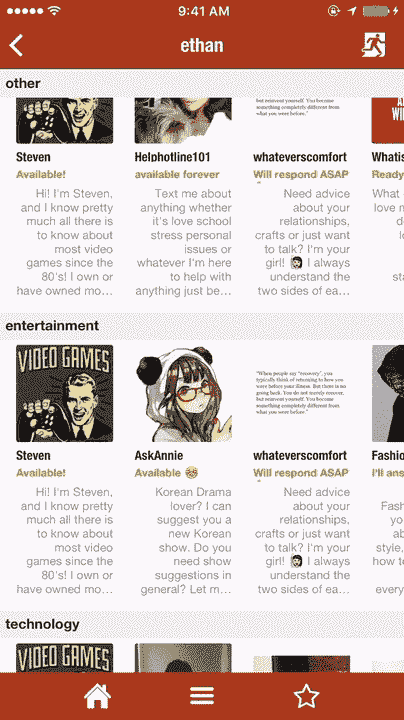 9:41 AM
ethan
other
but reinvent yourself. You become
something completely different from
what you were before."
Steven
Helphotline101
whateverscomfort
Whatis
Available!
available forever
Will respond ASAP
Ready
Hi! I'm Steven,
and I know pretty
much all there is
to know about
most video
games since the
80's! I own or
have owned mo...
Text me about
anything whether
it's love school
stress personal
issues or
whatever I'm here
to help with
anything just be...
Need advice
about your
relationships,
crafts or just want
to talk? I'm your
girl! 👩 I always
understand the
two sides of ea...
What
love m
entertainment
VIDEO GAMES
"When people say "recovery", you
typically think of returning to how you
were before your illness. But there is no
going back. You do not merely recover,
but reinvent yourself. You become
something completely different from
what you were before."
Steven
AskAnnie
whateverscomfort
Fashio
Available!
Available 😂
Will respond ASAP
I'll ans
Hi! I'm Steven,
and I know pretty
much all there is
to know about
most video
games since the
80's! I own or
have owned mo...
Korean Drama
lover? I can
suggest you a
new Korean
show. Do you
need show
suggestions in
general? Let m...
Need advice
about your
relationships,
crafts or just want
to talk? I'm your
girl! 👩 I always
understand the
two sides of ea...
Fash
style,
how to
every
technology
VIDEO GAMES